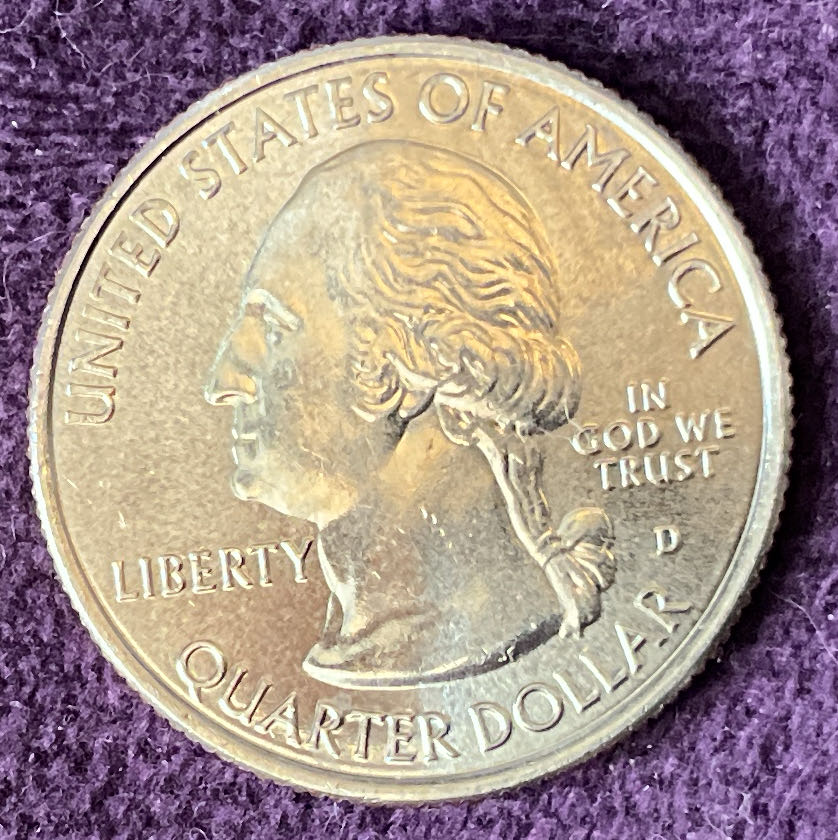 UNITED STATES OF AMERICA
IN
GOD WE
TRUST
D
LIBERTY
QUARTER DOLLAR